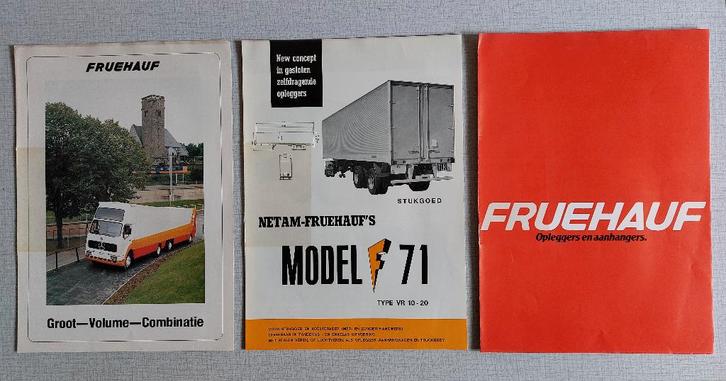 FRUEHAUF
Groot—Volume—Combinatie
New concept
in gesloten
zelfdragende
opleggers
STUKGOED
NETAM-FRUEHAUF'S
MODEL F 71
TYPE VR 10-20
FRUEHAUF
Opleggers en aanhangers.